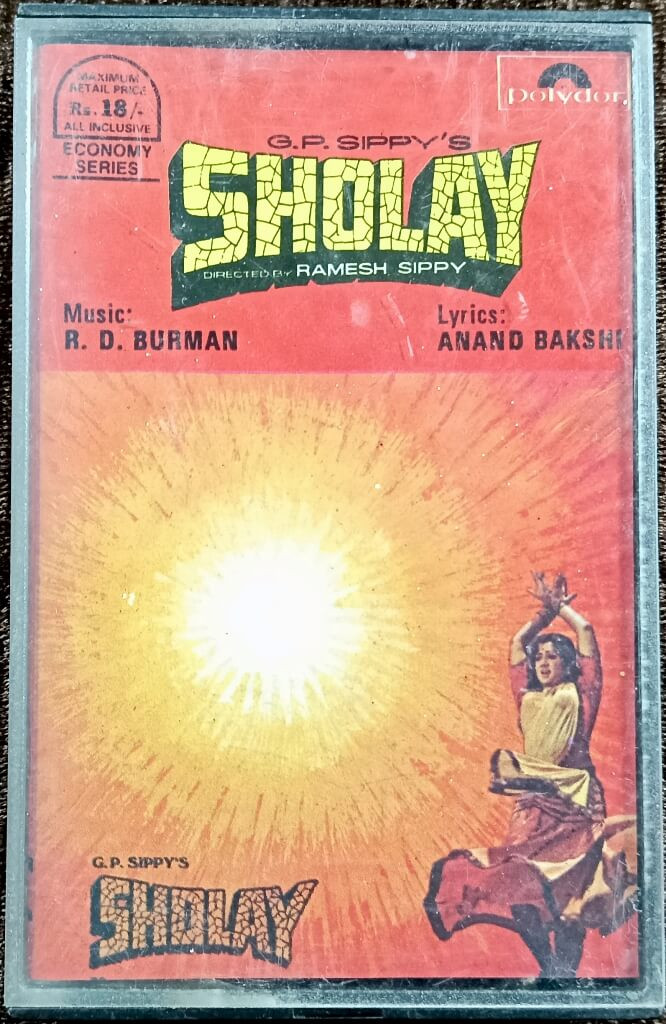 MAXIMUM
RETAIL PRICE
Rs. 18/-
ALL INCLUSIVE
ECONOMY
SERIES
polydor
G.P. SIPPY'S
SHOLAY
DIRECTED BY RAMESH SIPPY
Music:
R. D. BURMAN
Lyrics:
ANAND BAKSHI
G.P. SIPPY'S
SHOLAY